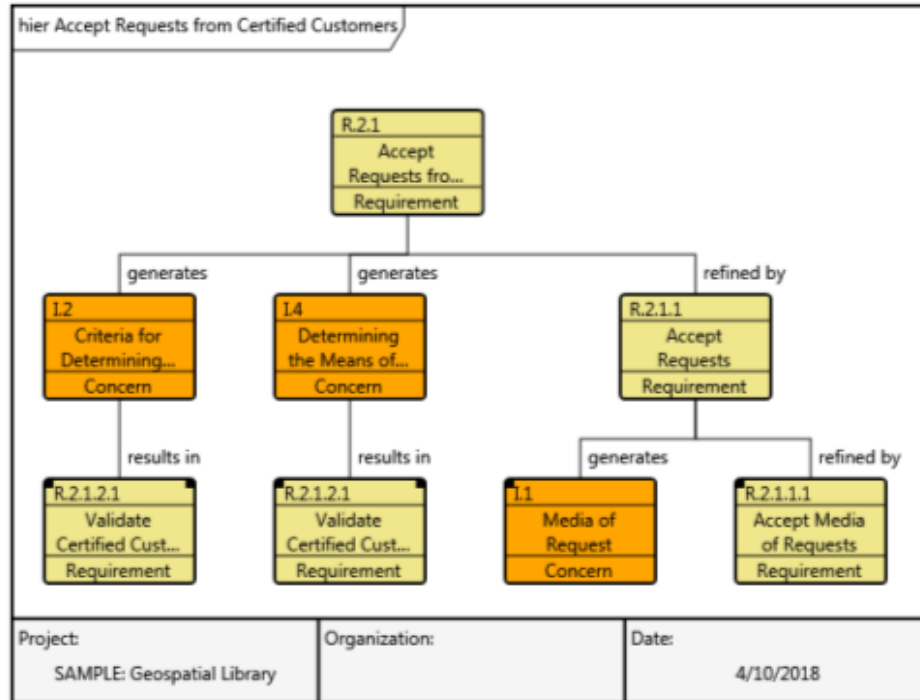 hier Accept Requests from Certified Customers
R.2.1
Accept
Requests fro...
Requirement
generates
generates
refined by
I.2
Criteria for
Determining...
Concern
I.4
Determining
the Means of...
Concern
R.2.1.1
Accept
Requests
Requirement
results in
results in
generates
refined by
R.2.1.2.1
Validate
Certified Cust...
Requirement
R.2.1.2.1
Validate
Certified Cust...
Requirement
I.1
Media of
Request
Concern
R.2.1.1.1
Accept Media
of Requests
Requirement
Project:
SAMPLE: Geospatial Library
Organization:
Date:
4/10/2018